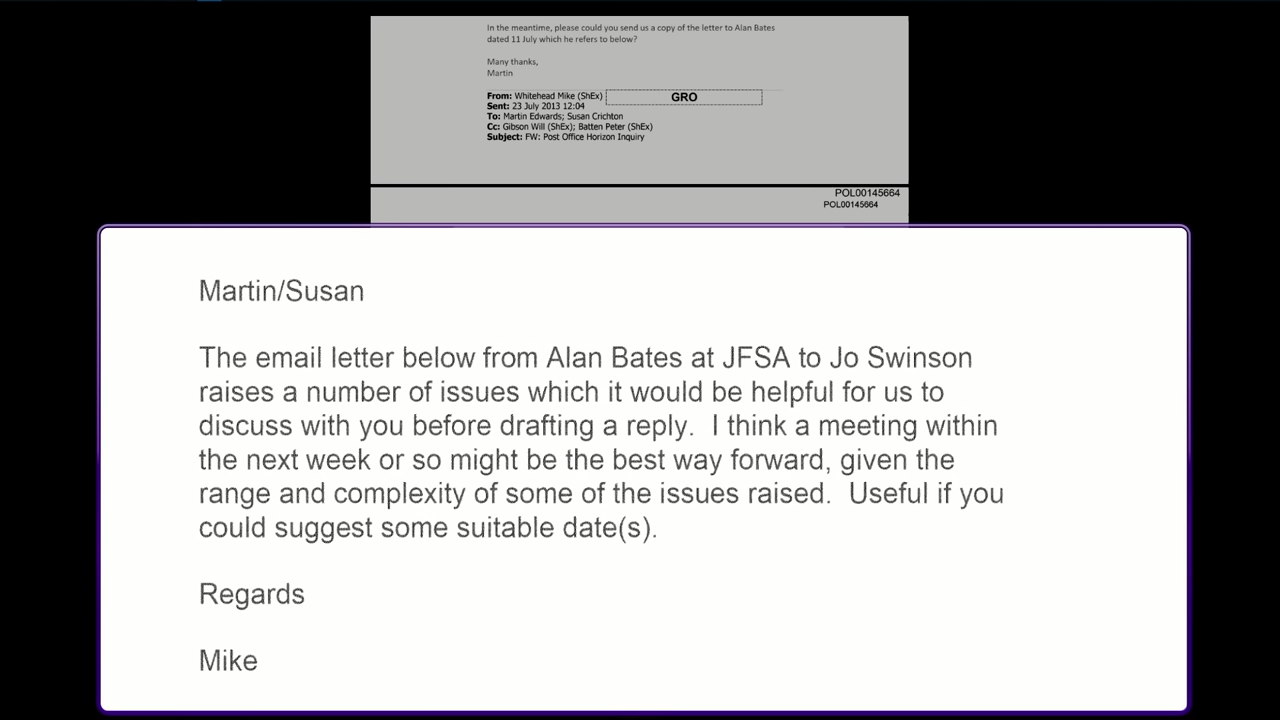 In the meantime, please could you send us a copy of the letter to Alan Bates
dated 11 July which he refers to below?
Many thanks,
Martin
From: Whitehead Mike (ShEx) GRO
Sent: 23 July 2013 12:04
To: Martin Edwards; Susan Crichton
Cc: Gibson Will (ShEx); Batten Peter (ShEx)
Subject: FW: Post Office Horizon Inquiry
POL00145664
POL00145664
Martin/Susan
The email letter below from Alan Bates at JFSA to Jo Swinson
raises a number of issues which it would be helpful for us to
discuss with you before drafting a reply.  I think a meeting within
the next week or so might be the best way forward, given the
range and complexity of some of the issues raised.  Useful if you
could suggest some suitable date(s).
Regards
Mike